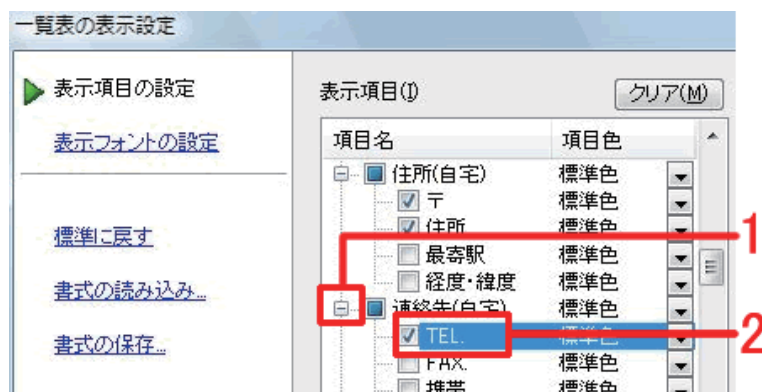 一覧表の表示設定
表示項目の設定
表示フォントの設定
標準に戻す
書式の読み込み...
書式の保存...
表示項目(I)
クリア(M)
項目名 項目色
住所(自宅) 標準色
〒 標準色
住所 標準色
最寄駅 標準色
経度・緯度 標準色
連絡先(自宅) 標準色
TEL. 標準色
FAX. 標準色
携帯 標準色
1
2